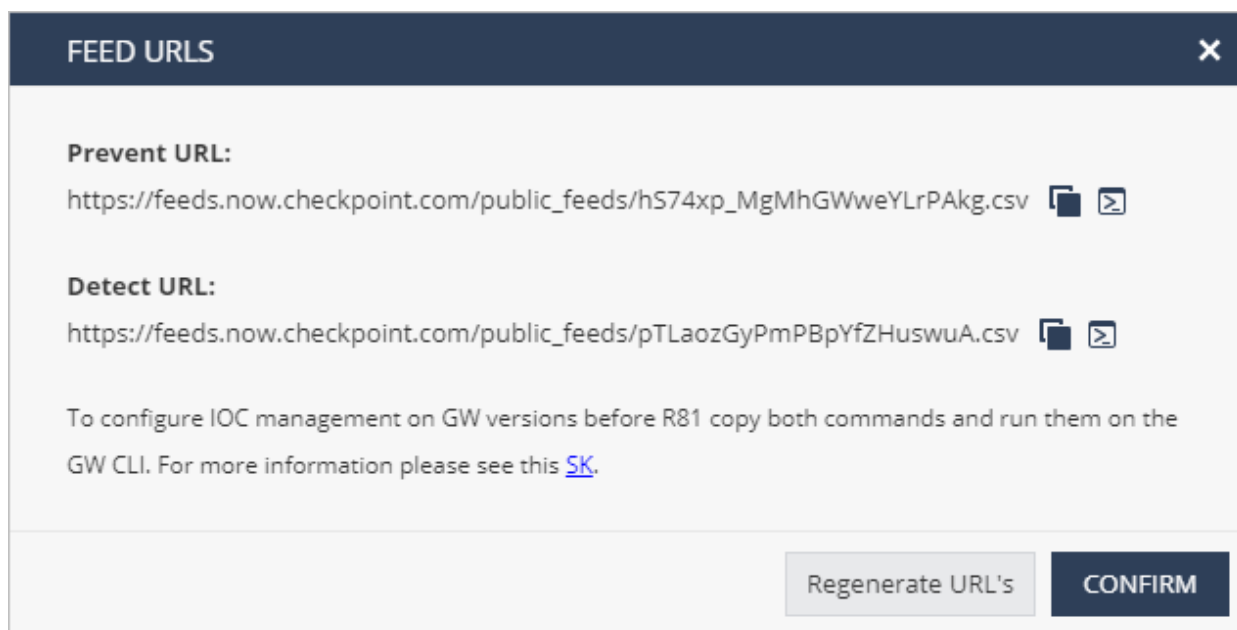 FEED URLS
Prevent URL:
https://feeds.now.checkpoint.com/public_feeds/hS74xp_MgMhGWweYLrPAkg.csv
Detect URL:
https://feeds.now.checkpoint.com/public_feeds/pTLaozGyPmPBpYfZHuswuA.csv
To configure IOC management on GW versions before R81 copy both commands and run them on the
GW CLI. For more information please see this SK.
Regenerate URL's
CONFIRM